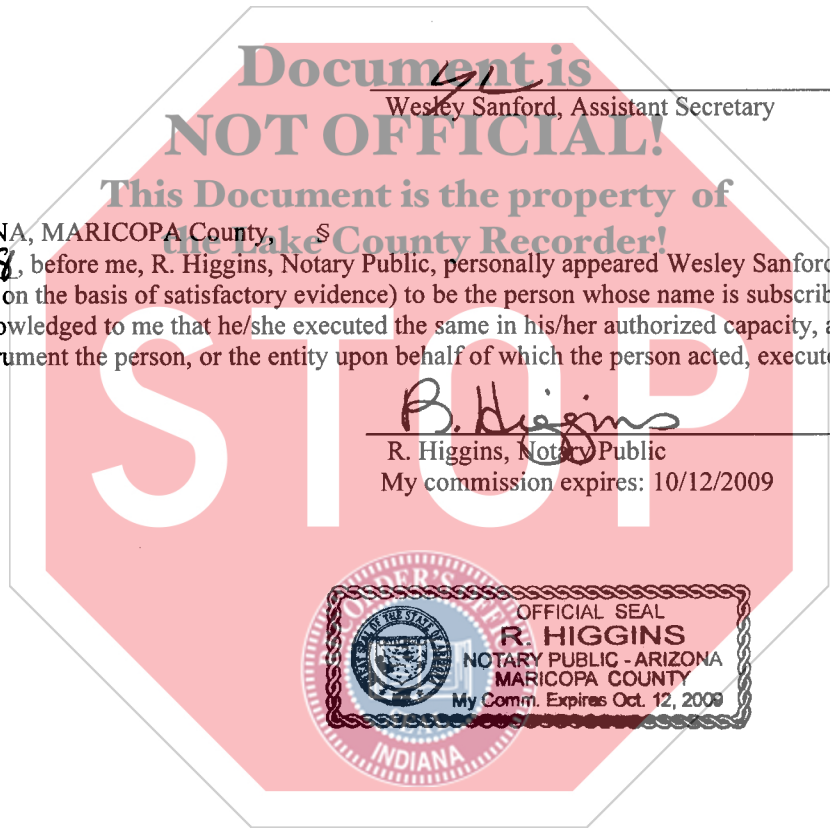 Document is
Wesley Sanford, Assistant Secretary
NOT OFFICIAL!
This Document is the property of
NA, MARICOPA County, §
the Lake County Recorder!
8, before me, R. Higgins, Notary Public, personally appeared Wesley Sanford
on the basis of satisfactory evidence) to be the person whose name is subscrib
owledged to me that he/she executed the same in his/her authorized capacity, a
rument the person, or the entity upon behalf of which the person acted, execute
STOP
R. Higgins
R. Higgins, Notary Public
My commission expires: 10/12/2009
OFFICIAL SEAL
R. HIGGINS
NOTARY PUBLIC - ARIZONA
MARICOPA COUNTY
My Comm. Expires Oct. 12, 2009
INDIANA